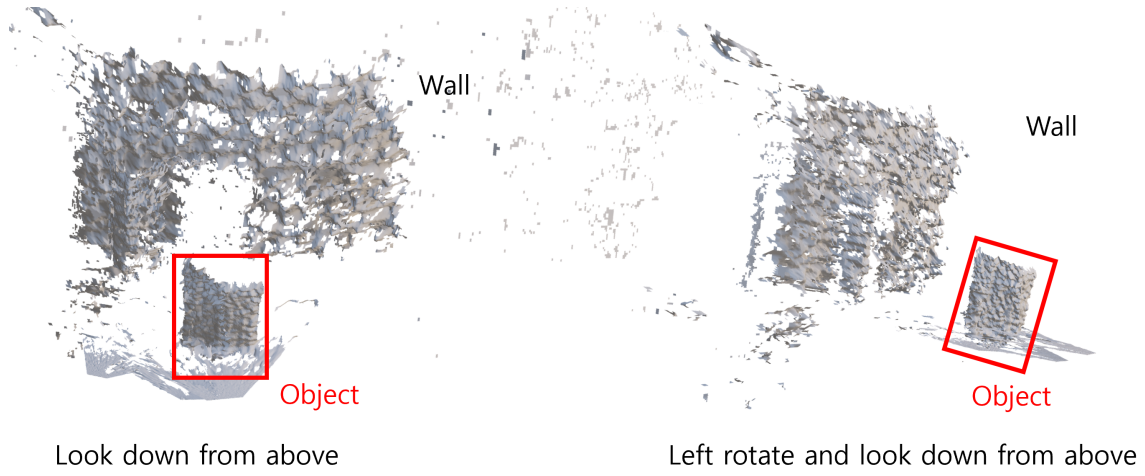 Wall
Wall
Object
Object
Look down from above
Left rotate and look down from above